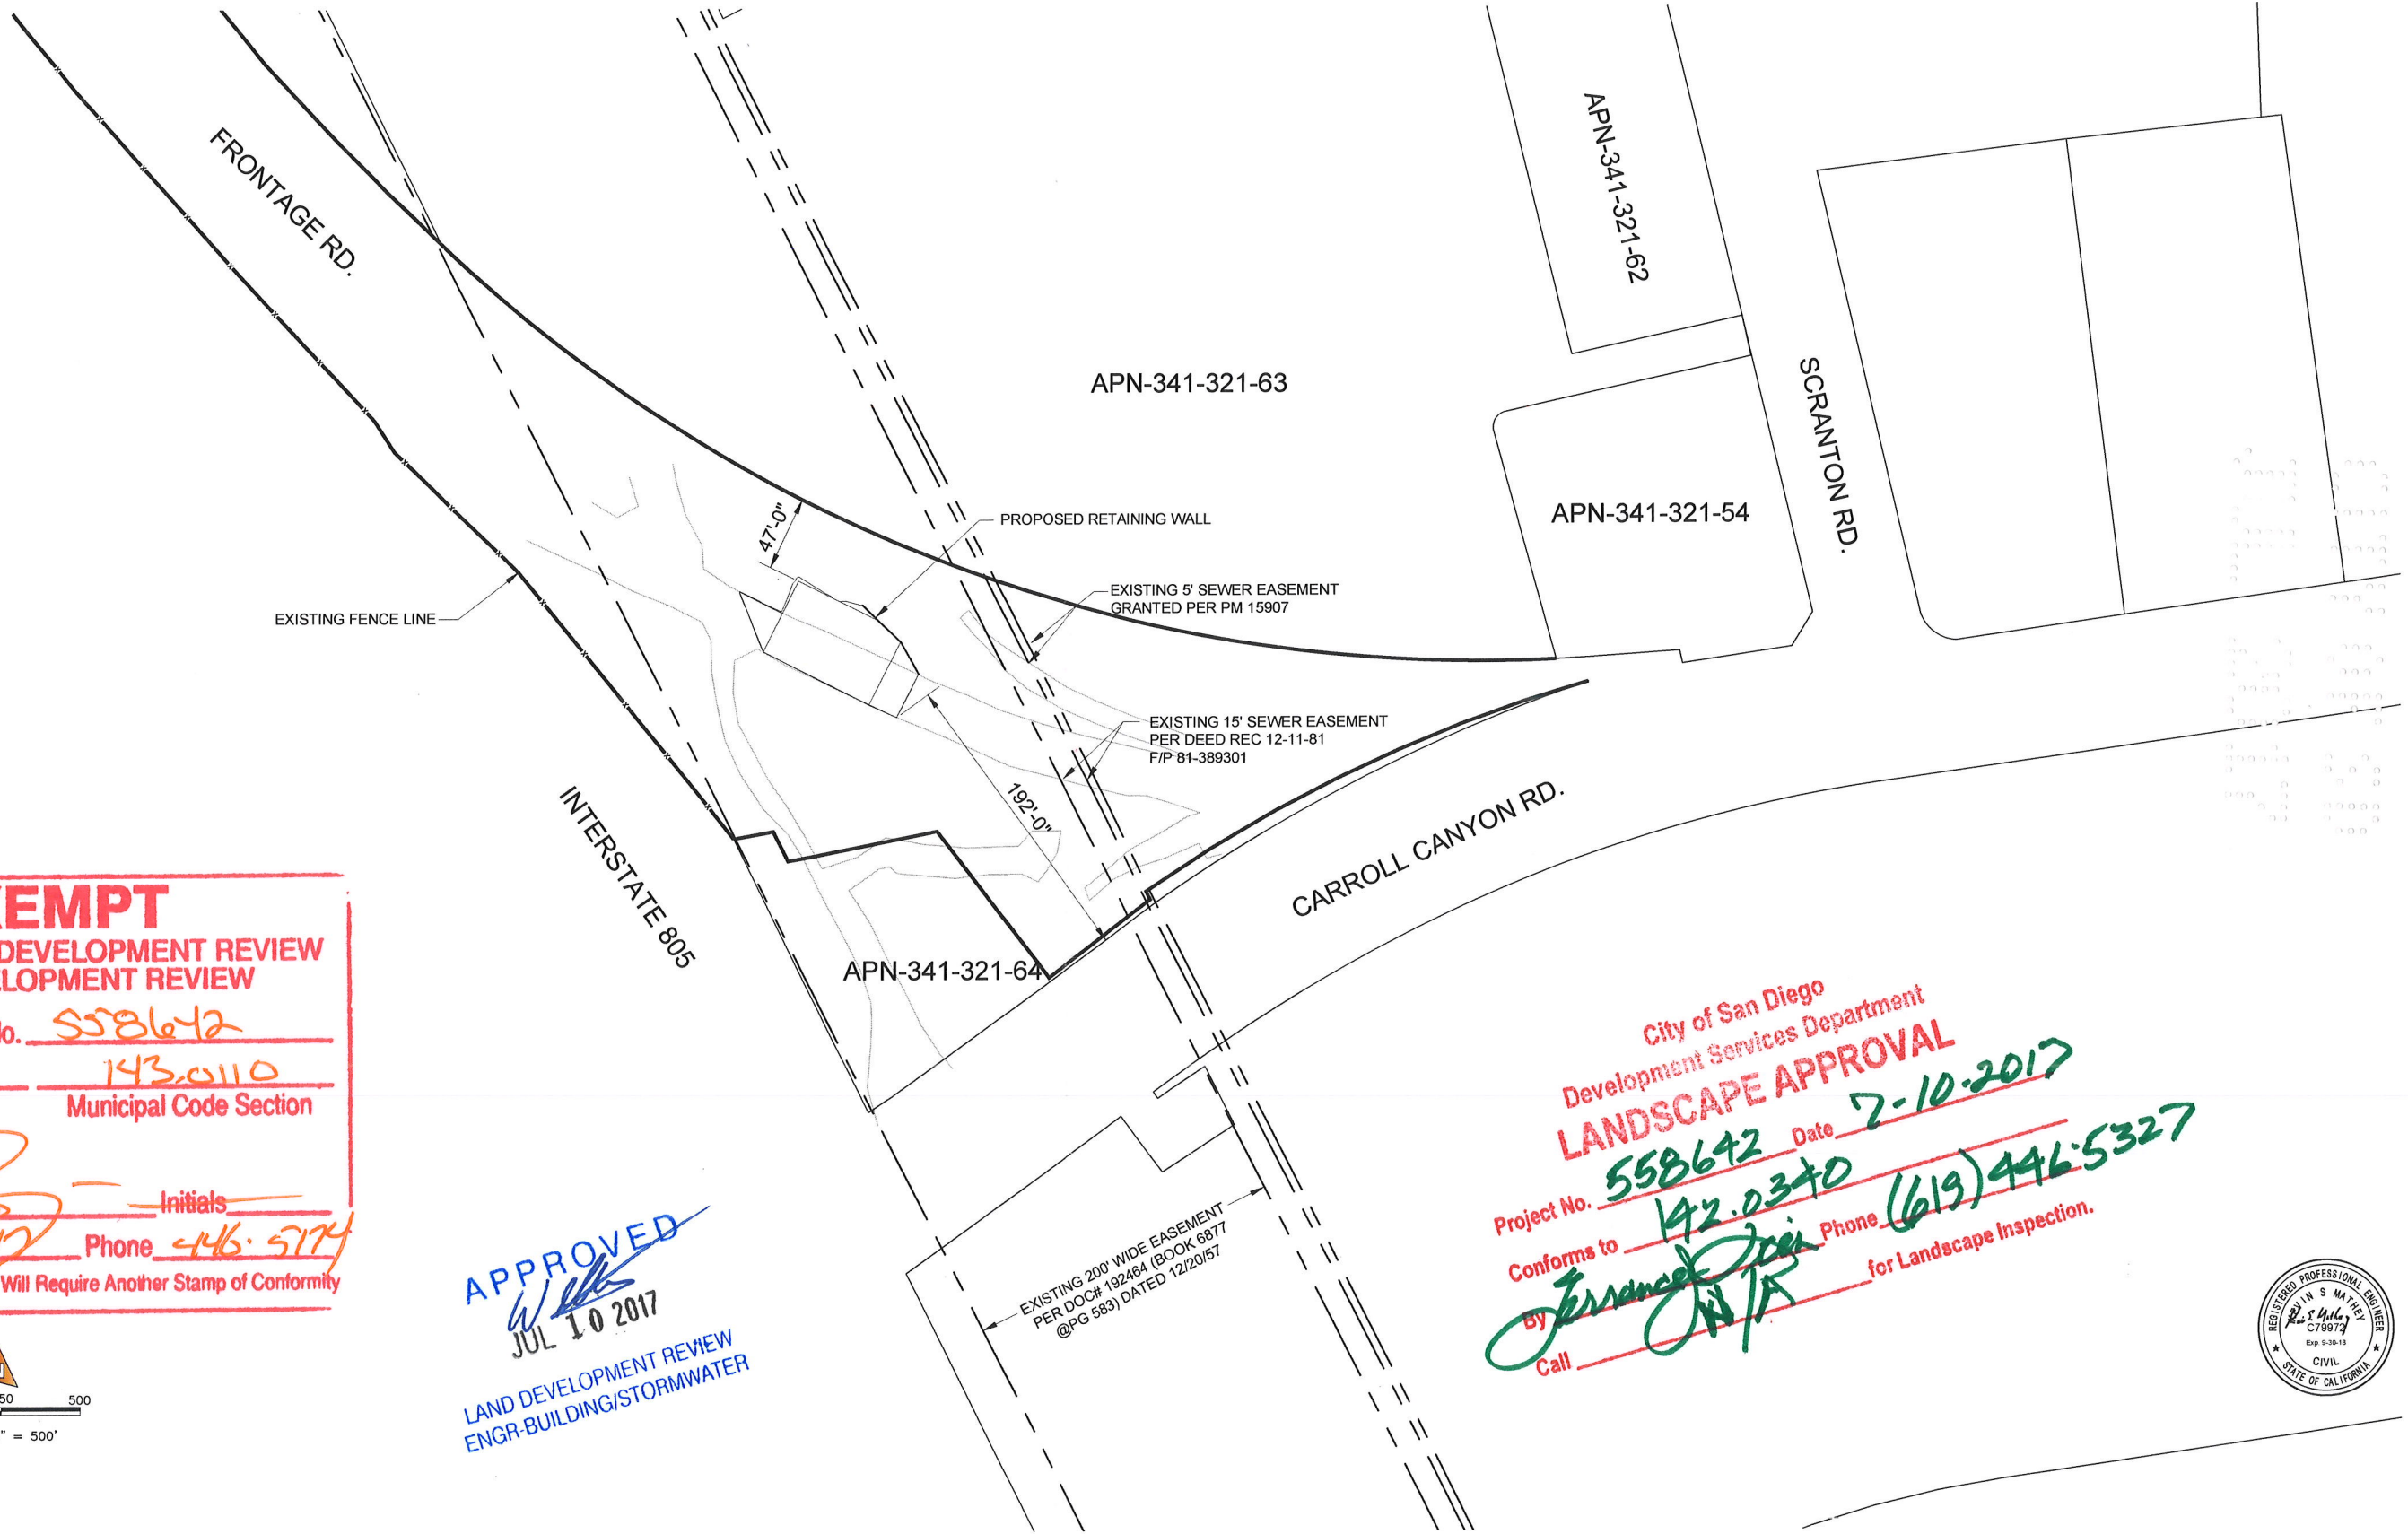 FRONTAGE RD.
APN-341-321-62
APN-341-321-63
SCRANTON RD.
APN-341-321-54
47'-0"
PROPOSED RETAINING WALL
EXISTING 5' SEWER EASEMENT
GRANTED PER PM 15907
EXISTING FENCE LINE
EXISTING 15' SEWER EASEMENT
PER DEED REC 12-11-81
F/P 81-389301
192'-0"
INTERSTATE 805
CARROLL CANYON RD.
APN-341-321-64
EMPT
DEVELOPMENT REVIEW
LOPMENT REVIEW
o. 558642
143.0110
Municipal Code Section
Initials
Phone 446-5174
Will Require Another Stamp of Conformity
50 500
" = 500'
APPROVED
JUL 10 2017
LAND DEVELOPMENT REVIEW
ENGR-BUILDING/STORMWATER
EXISTING 200' WIDE EASEMENT
PER DOC# 192464 (BOOK 6877
@PG 583) DATED 12/20/57
City of San Diego
Development Services Department
LANDSCAPE APPROVAL
Project No. 558642 Date 7-10-2017
Conforms to 142.0340
By Phone (619) 446-5327
Call N/A for Landscape Inspection.
REGISTERED PROFESSIONAL ENGINEER
KEVIN S MATHEY
C79972
Exp. 9-30-18
CIVIL
STATE OF CALIFORNIA